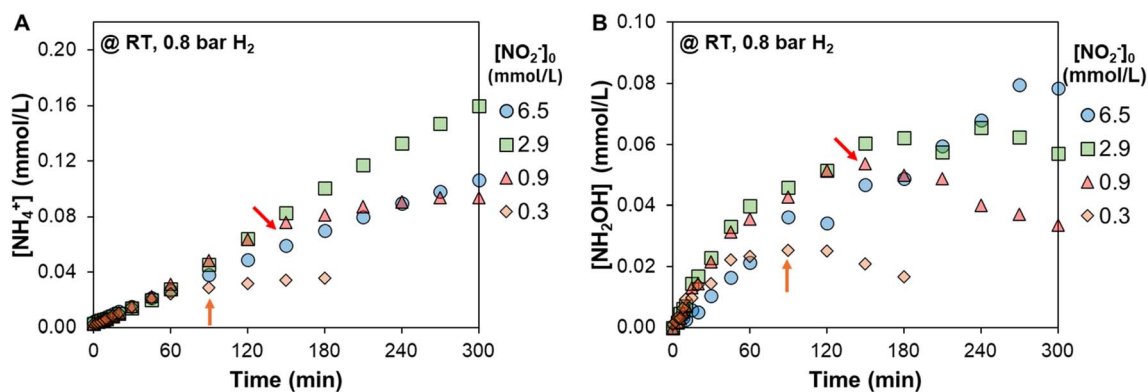 A
@ RT, 0.8 bar H2
[NH4+] (mmol/L)
0.20
0.16
0.12
0.08
0.04
0.00
0 60 120 180 240 300
Time (min)
[NO2-]0
(mmol/L)
6.5
2.9
0.9
0.3
B
@ RT, 0.8 bar H2
[NH2OH] (mmol/L)
0.10
0.08
0.06
0.04
0.02
0.00
0 60 120 180 240 300
Time (min)
[NO2-]0
(mmol/L)
6.5
2.9
0.9
0.3